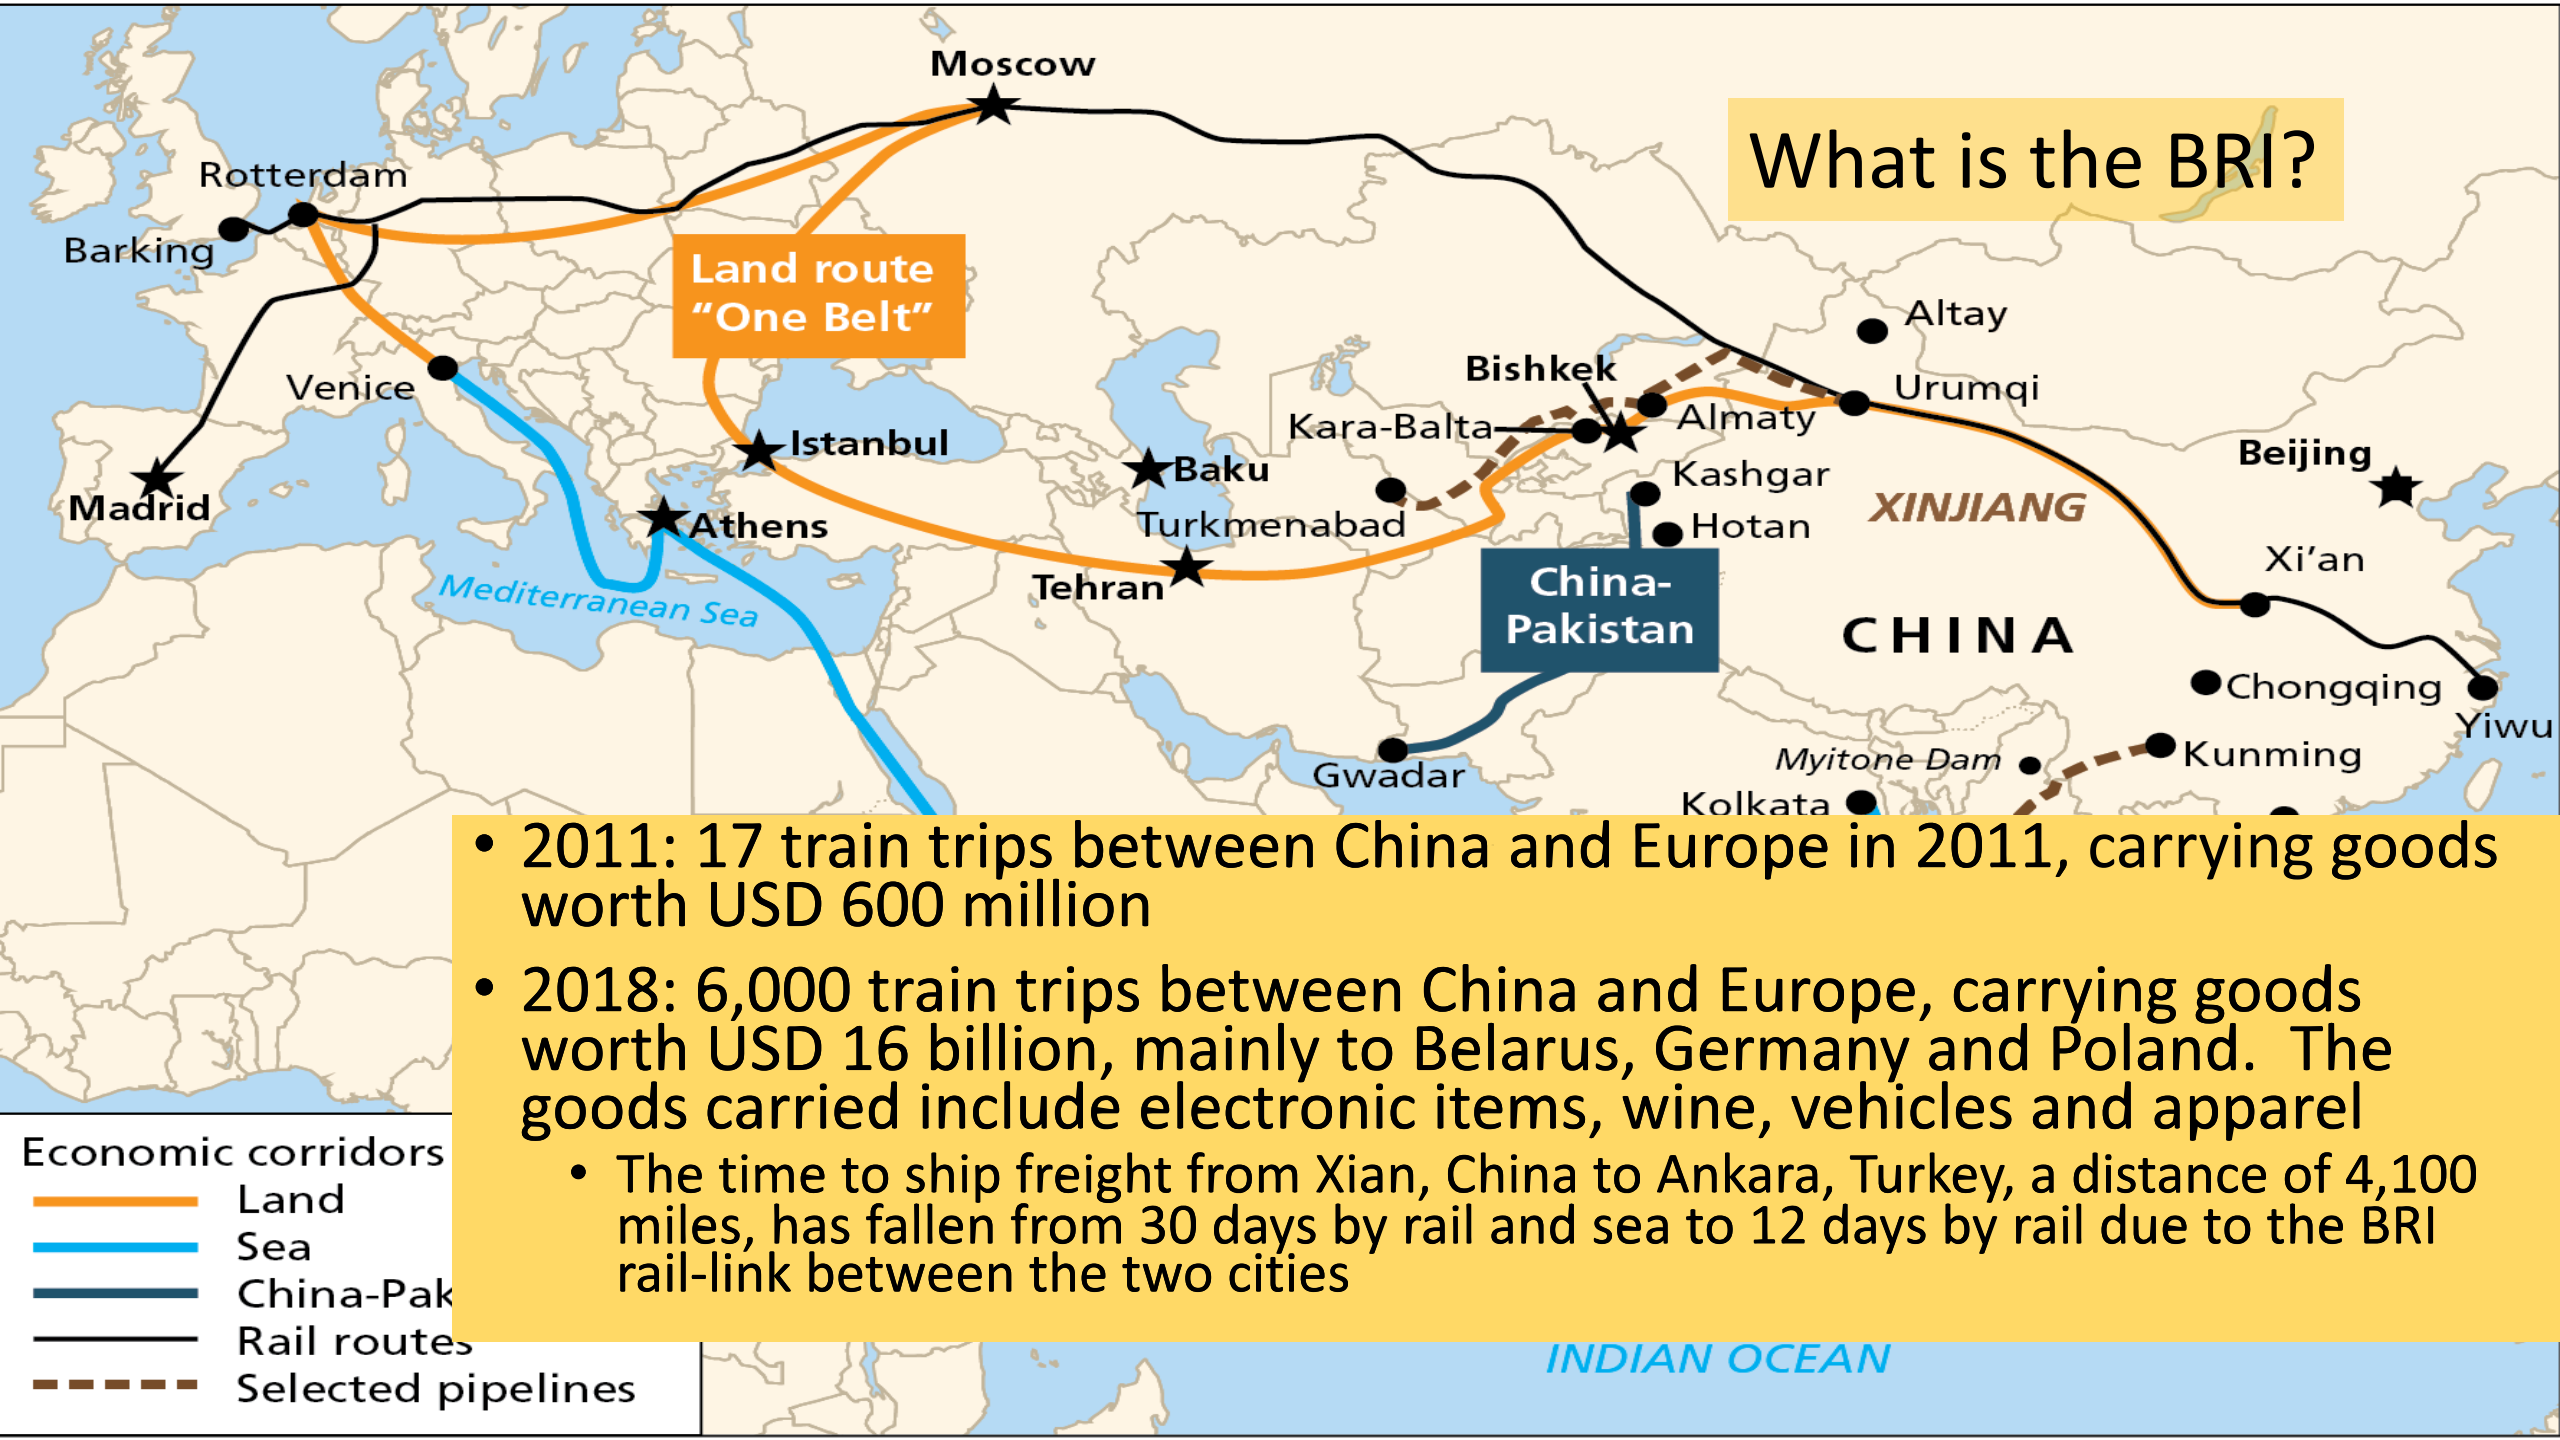 Moscow
What is the BRI?
Rotterdam
Barking
Land route
“One Belt”
Altay
Bishkek
Venice
Urumqi
Kara-Balta
Almaty
Istanbul
Beijing
Baku
Kashgar
Madrid
XINJIANG
Athens
Turkmenabad
Hotan
Xi’an
Tehran
China-
Pakistan
Mediterranean Sea
CHINA
Chongqing
Yiwu
Gwadar
Myitone Dam
Kunming
Kolkata
• 2011: 17 train trips between China and Europe in 2011, carrying goods
worth USD 600 million
• 2018: 6,000 train trips between China and Europe, carrying goods
worth USD 16 billion, mainly to Belarus, Germany and Poland.  The
goods carried include electronic items, wine, vehicles and apparel
• The time to ship freight from Xian, China to Ankara, Turkey, a distance of 4,100
miles, has fallen from 30 days by rail and sea to 12 days by rail due to the BRI
rail-link between the two cities
Economic corridors
Land
Sea
China-Pak
Rail routes
Selected pipelines
INDIAN OCEAN